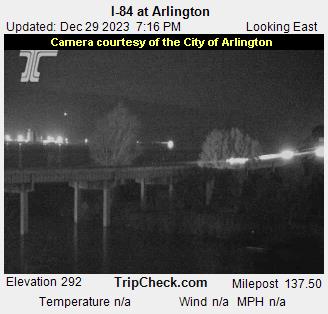 I-84 at Arlington
Updated: Dec 29 2023 7:16 PM Looking East
Camera courtesy of the City of Arlington
Elevation 292 TripCheck.com Milepost 137.50
Temperature n/a Wind n/a MPH n/a